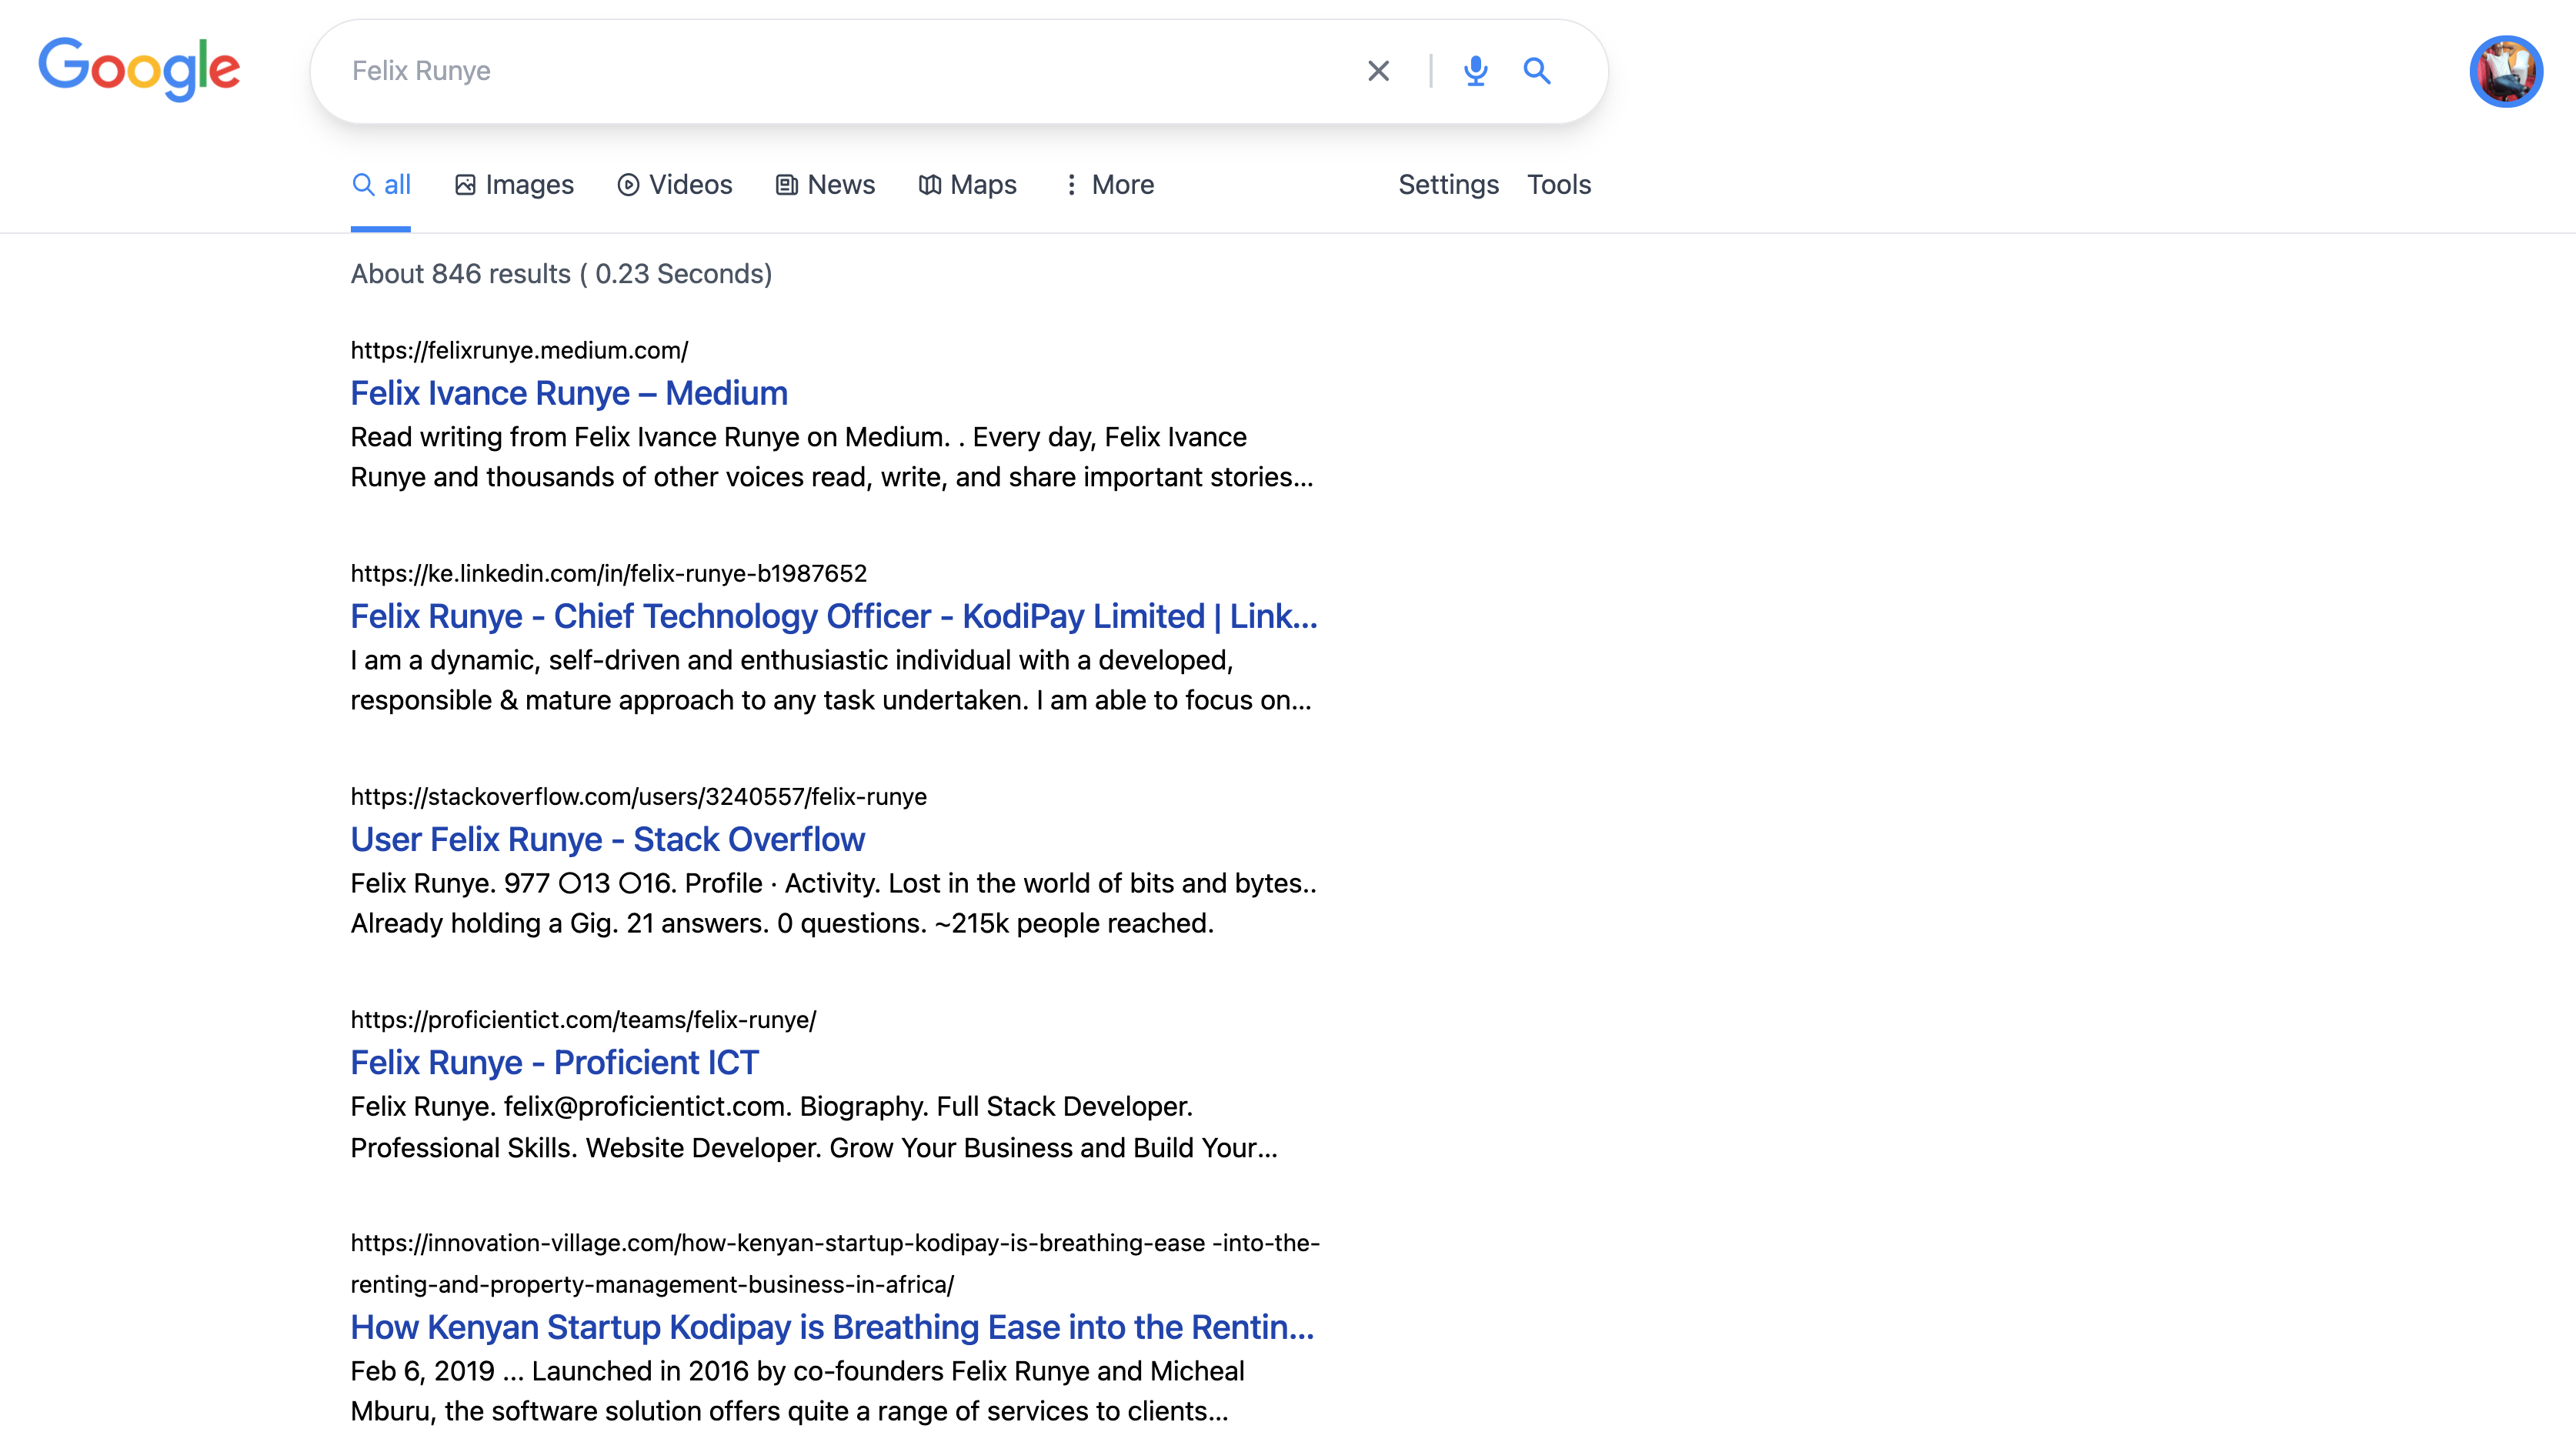 Google
Felix Runye
all Images Videos News Maps More Settings Tools
About 846 results ( 0.23 Seconds)
https://felixrunye.medium.com/
Felix Ivance Runye – Medium
Read writing from Felix Ivance Runye on Medium. . Every day, Felix Ivance
Runye and thousands of other voices read, write, and share important stories...
https://ke.linkedin.com/in/felix-runye-b1987652
Felix Runye - Chief Technology Officer - KodiPay Limited | Link...
I am a dynamic, self-driven and enthusiastic individual with a developed,
responsible & mature approach to any task undertaken. I am able to focus on...
https://stackoverflow.com/users/3240557/felix-runye
User Felix Runye - Stack Overflow
Felix Runye. 977 ○13 ○16. Profile · Activity. Lost in the world of bits and bytes..
Already holding a Gig. 21 answers. 0 questions. ~215k people reached.
https://proficientict.com/teams/felix-runye/
Felix Runye - Proficient ICT
Felix Runye. felix@proficientict.com. Biography. Full Stack Developer.
Professional Skills. Website Developer. Grow Your Business and Build Your...
https://innovation-village.com/how-kenyan-startup-kodipay-is-breathing-ease -into-the-
renting-and-property-management-business-in-africa/
How Kenyan Startup Kodipay is Breathing Ease into the Rentin...
Feb 6, 2019 ... Launched in 2016 by co-founders Felix Runye and Micheal
Mburu, the software solution offers quite a range of services to clients...